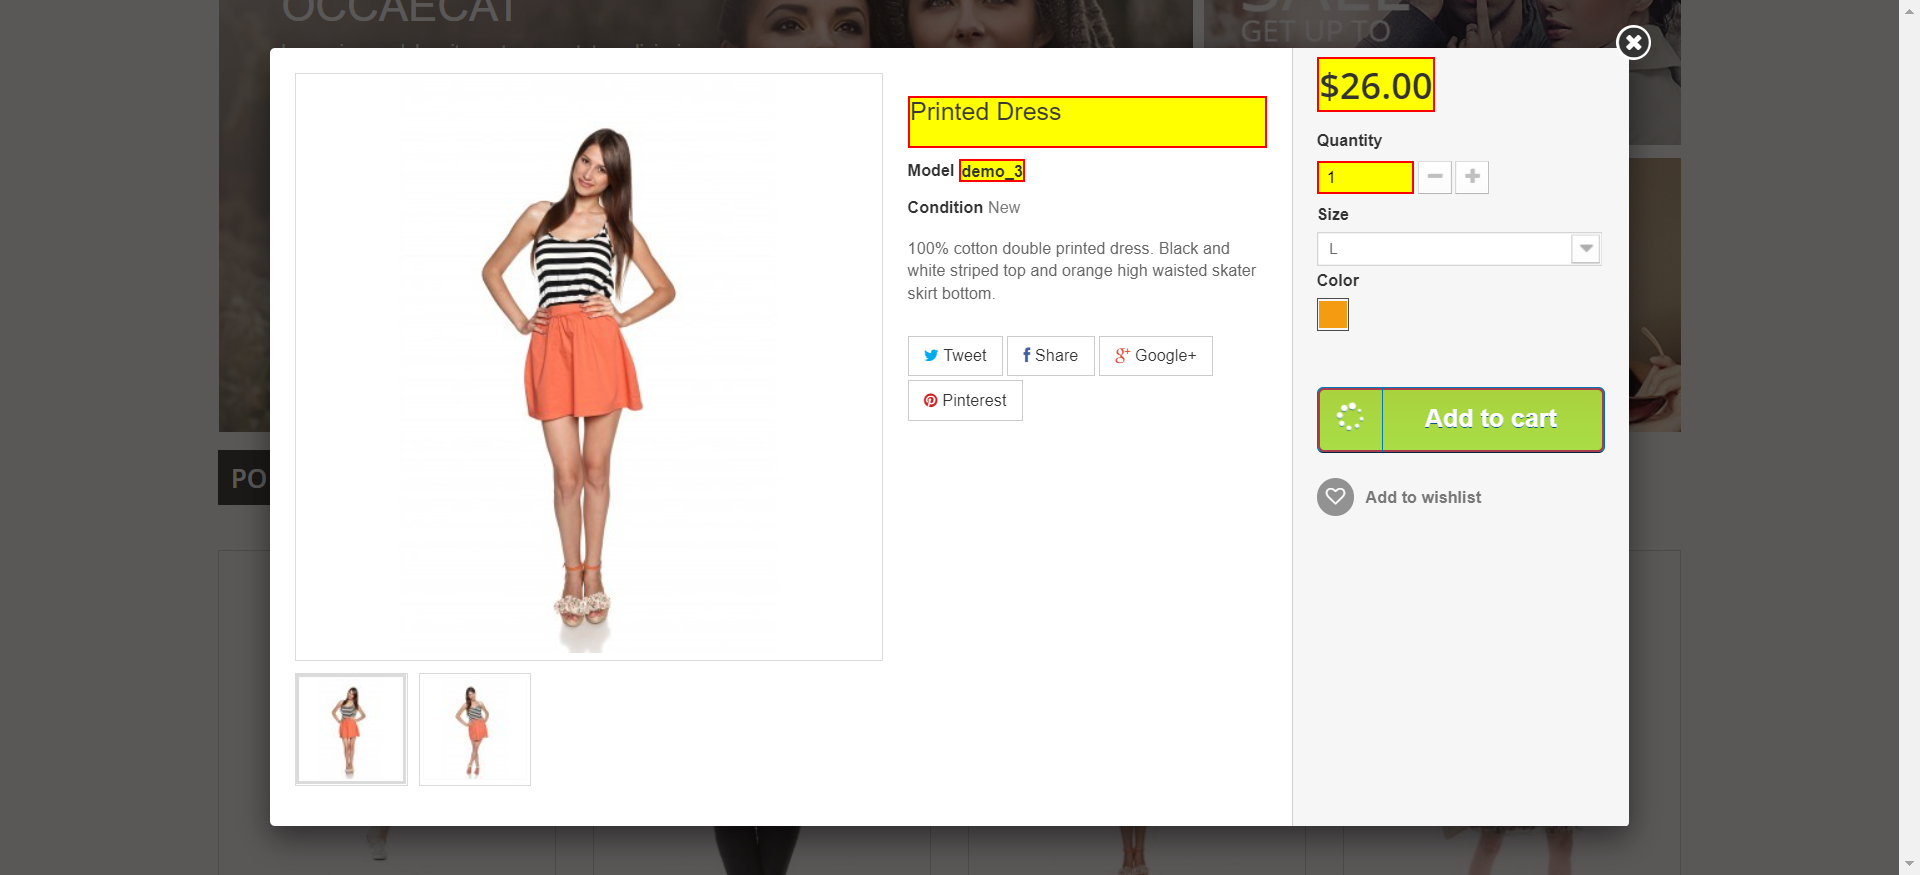 OCCAECAT
GET UP TO
$26.00
Printed Dress
Quantity
Model demo_3
1
Condition New
Size
100% cotton double printed dress. Black and
white striped top and orange high waisted skater
skirt bottom.
L
Color
Tweet
Share
Google+
Pinterest
Add to cart
PO
Add to wishlist